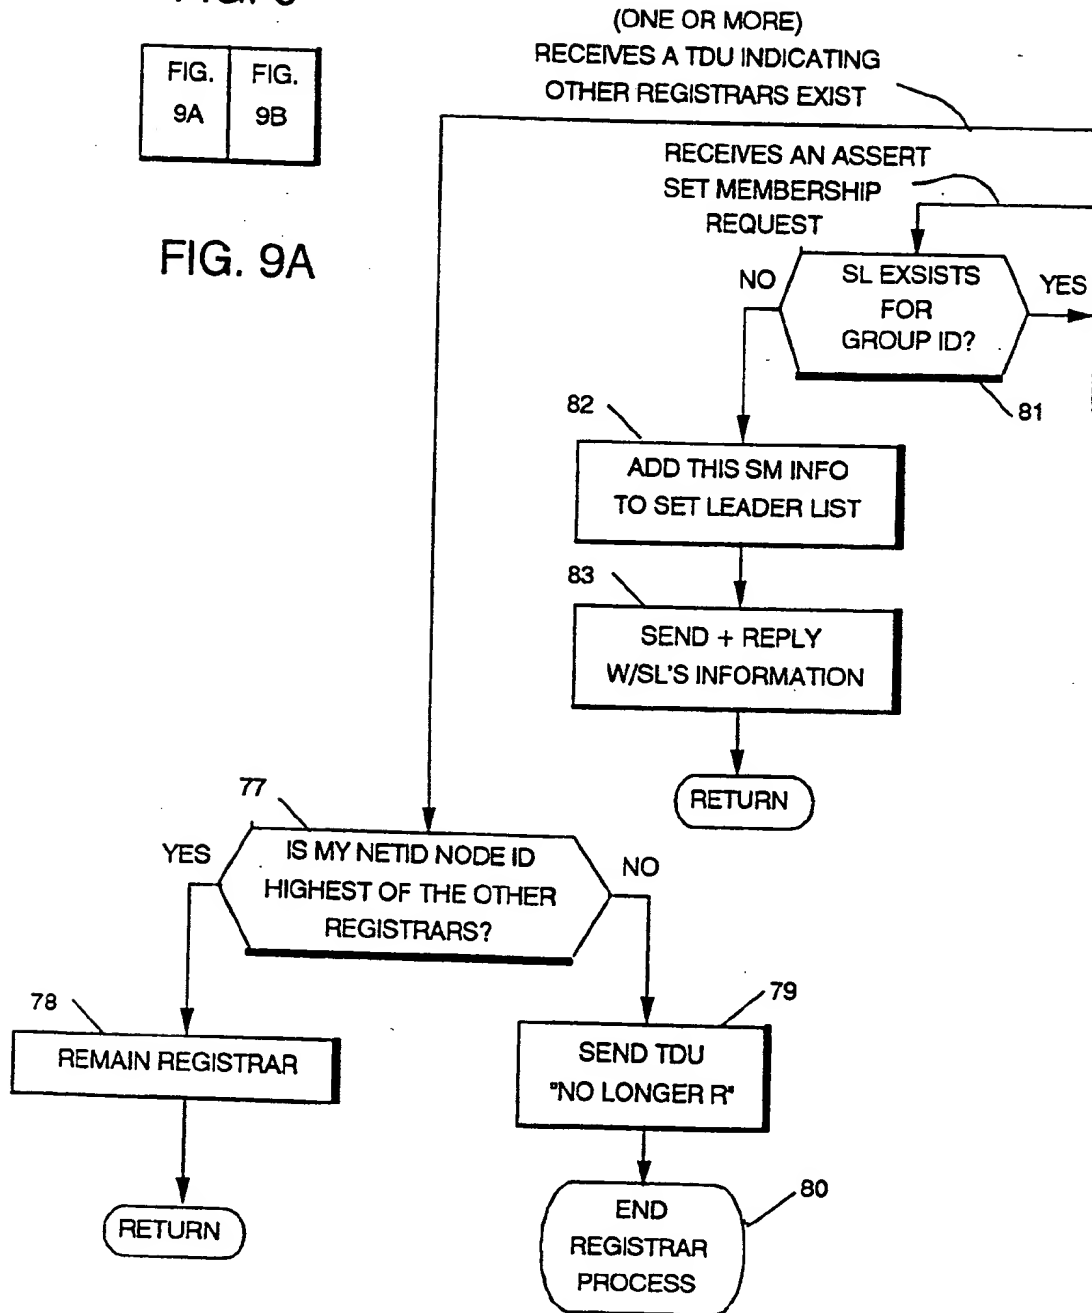 (ONE OR MORE)
RECEIVES A TDU INDICATING
OTHER REGISTRARS EXIST
FIG. FIG.
9A 9B
FIG. 9A
RECEIVES AN ASSERT
SET MEMBERSHIP
REQUEST
NO
SL EXSISTS
FOR
GROUP ID?
YES
81
82
ADD THIS SM INFO
TO SET LEADER LIST
83
SEND + REPLY
W/SL'S INFORMATION
RETURN
77
YES
IS MY NETID NODE ID
HIGHEST OF THE OTHER
REGISTRARS?
NO
78
REMAIN REGISTRAR
RETURN
79
SEND TDU
"NO LONGER R"
80
END
REGISTRAR
PROCESS